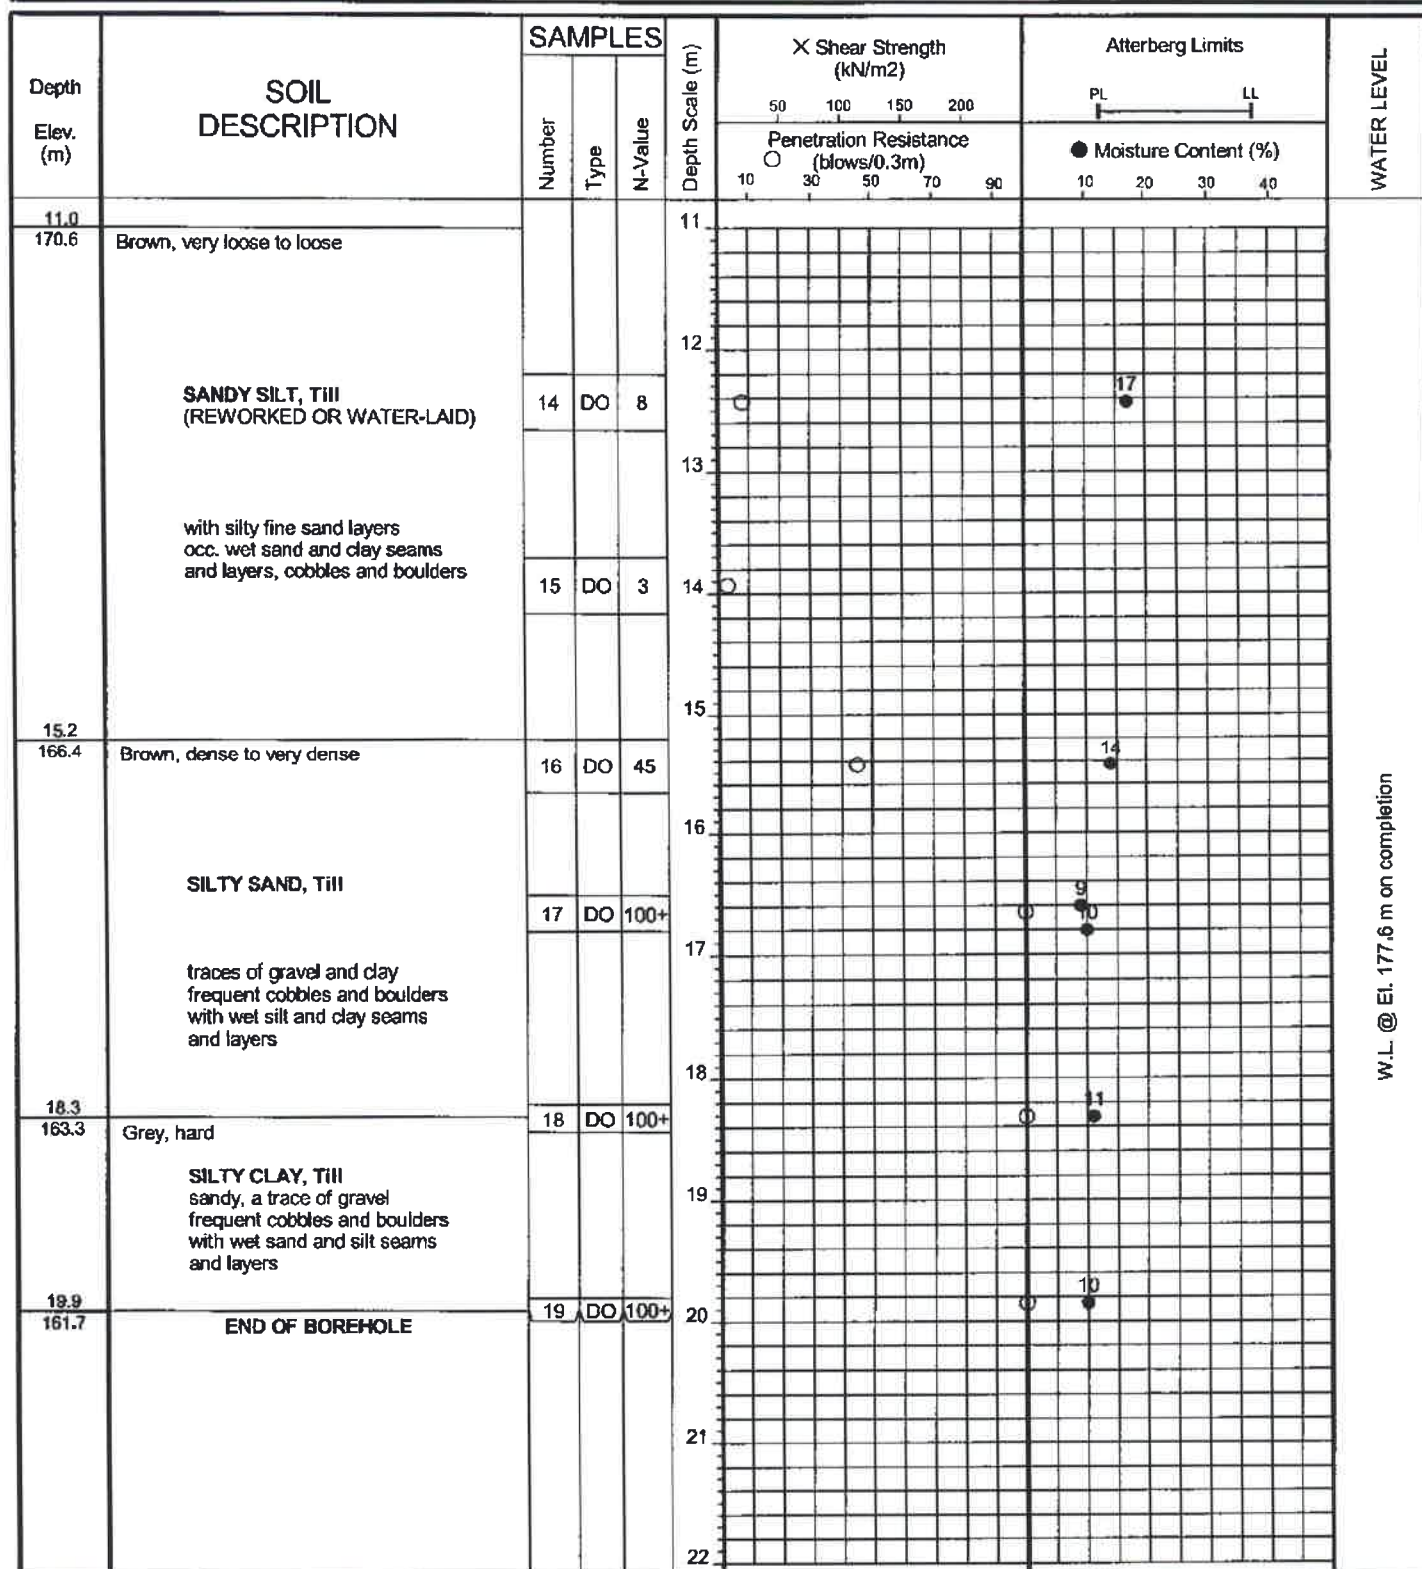 SAMPLES
Depth
Elev.
(m)
SOIL
DESCRIPTION
Number
Type
N-Value
Depth Scale (m)
× Shear Strength
(kN/m2)
50 100 150 200
Penetration Resistance
(blows/0.3m)
10 30 50 70 90
Atterberg Limits
PL LL
Moisture Content (%)
10 20 30 40
WATER LEVEL
11.0
170.6
Brown, very loose to loose
11
12
SANDY SILT, Till
(REWORKED OR WATER-LAID)
14 DO 8
17
13
with silty fine sand layers
occ. wet sand and clay seams
and layers, cobbles and boulders
15 DO 3
14
15
15.2
166.4
Brown, dense to very dense
16 DO 45
14
16
SILTY SAND, Till
17 DO 100+
9
10
17
traces of gravel and clay
frequent cobbles and boulders
with wet silt and clay seams
and layers
W.L. @ El. 177.6 m on completion
18
18.3
163.3
Grey, hard
18 DO 100+
11
SILTY CLAY, Till
sandy, a trace of gravel
frequent cobbles and boulders
with wet sand and silt seams
and layers
19
19.9
161.7
END OF BOREHOLE
19 DO 100+
10
20
21
22